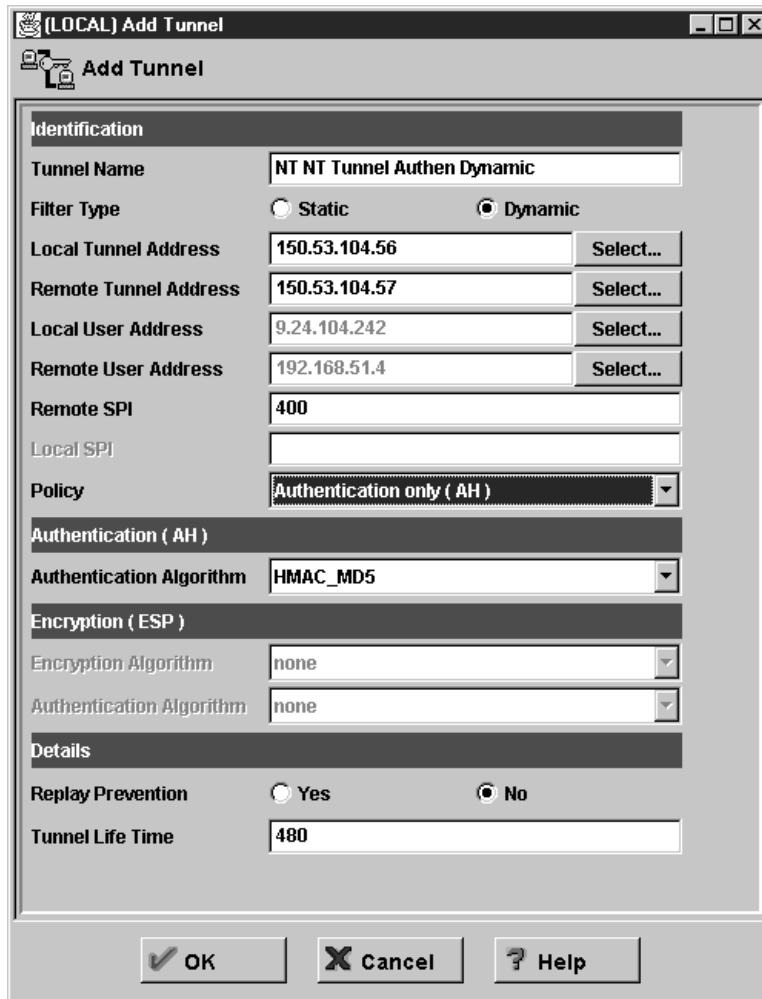 (LOCAL) Add Tunnel
Add Tunnel
Identification
Tunnel Name NT NT Tunnel Authen Dynamic
Filter Type Static Dynamic
Local Tunnel Address 150.53.104.56 Select...
Remote Tunnel Address 150.53.104.57 Select...
Local User Address 9.24.104.242 Select...
Remote User Address 192.168.51.4 Select...
Remote SPI 400
Local SPI
Policy Authentication only ( AH )
Authentication ( AH )
Authentication Algorithm HMAC_MD5
Encryption ( ESP )
Encryption Algorithm none
Authentication Algorithm none
Details
Replay Prevention Yes No
Tunnel Life Time 480
OK Cancel ? Help